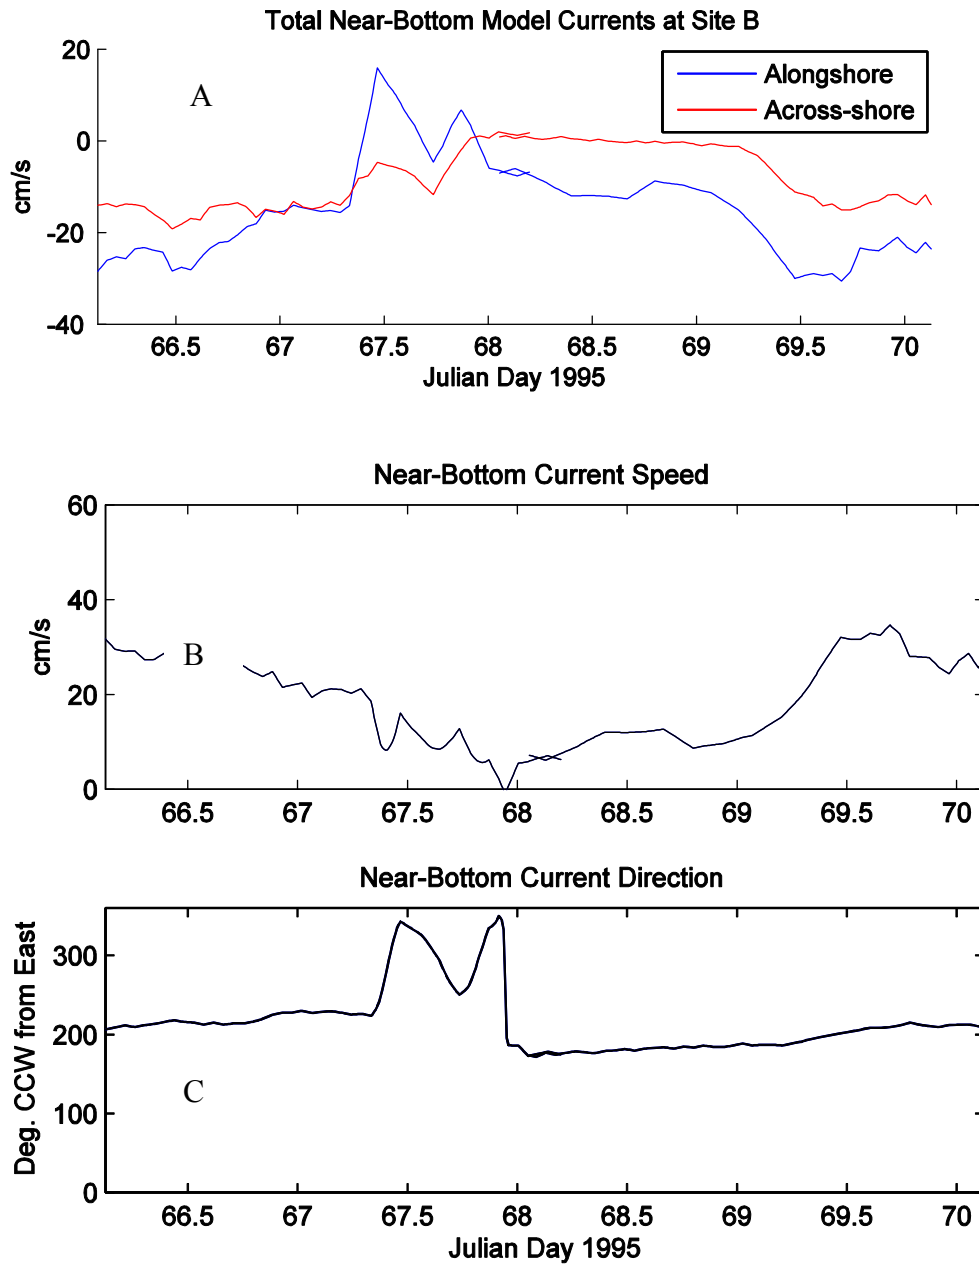 Total Near-Bottom Model Currents at Site B
20
0
-20
-40
cm/s
A
Alongshore
Across-shore
66.5 67 67.5 68 68.5 69 69.5 70
Julian Day 1995
Near-Bottom Current Speed
60
40
20
0
cm/s
B
66.5 67 67.5 68 68.5 69 69.5 70
Near-Bottom Current Direction
300
200
100
0
Deg. CCW from East
C
66.5 67 67.5 68 68.5 69 69.5 70
Julian Day 1995